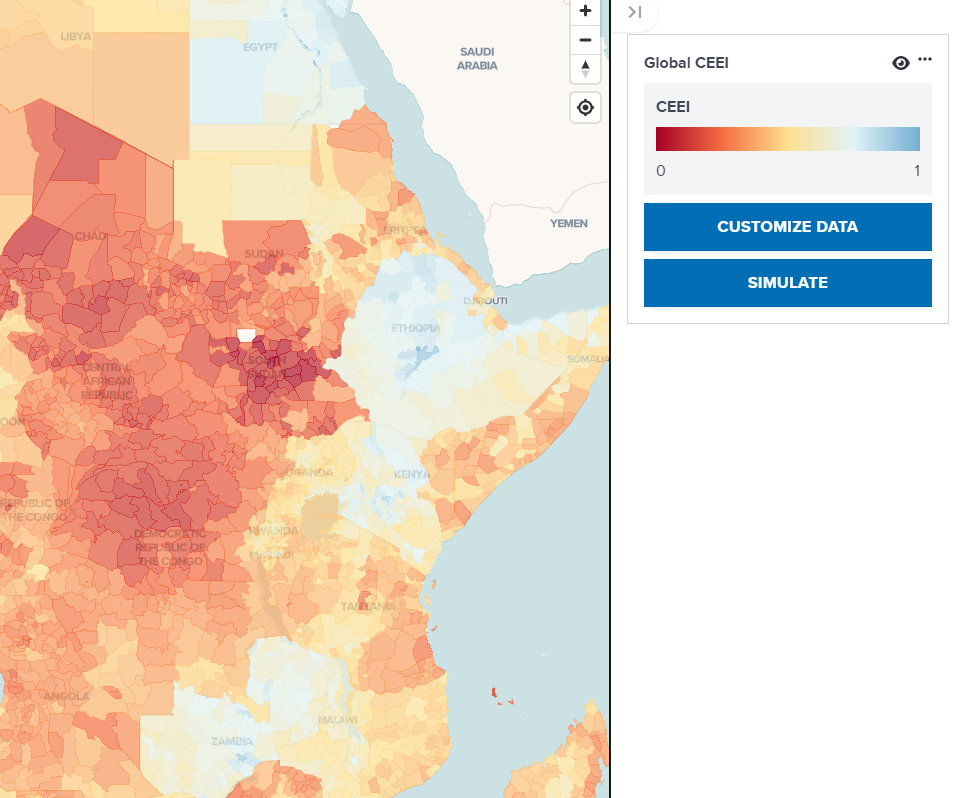 LIBYA
EGYPT
SAUDI
ARABIA
YEMEN
CHAD
SUDAN
ERITREA
DJIBOUTI
ETHIOPIA
SOMALIA
CENTRAL
AFRICAN
REPUBLIC
SOUTH
SUDAN
OON
UGANDA
KENYA
REPUBLIC OF
THE CONGO
RWANDA
BURUNDI
DEMOCRATIC
REPUBLIC OF
THE CONGO
TANZANIA
ANGOLA
MALAWI
ZAMBIA
Global CEEI
CEEI
0 1
CUSTOMIZE DATA
SIMULATE